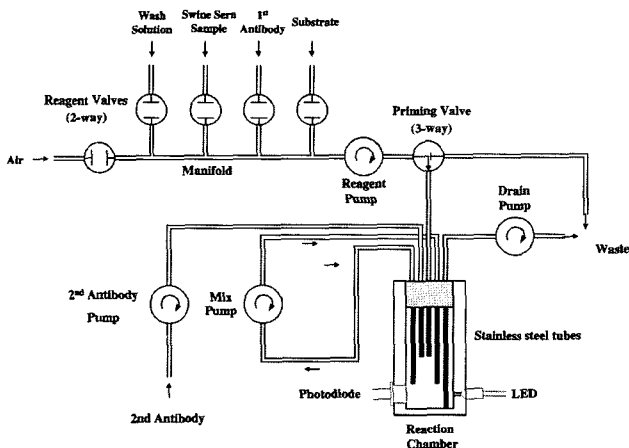 Wash
Solution
Swine Sera
Sample
1st
Antibody
Substrate
Reagent Valves
(2-way)
Priming Valve
(3-way)
Air
Manifold
Reagent
Pump
Drain
Pump
Waste
2nd Antibody
Pump
Mix
Pump
Stainless steel tubes
Photodiode
LED
2nd Antibody
Reaction
Chamber